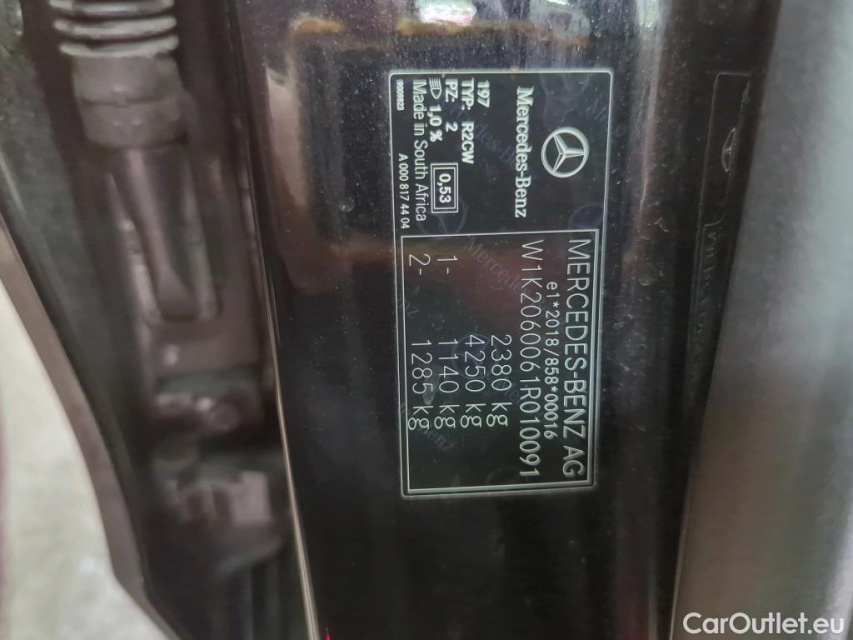 Mercedes-Benz
197
TYP: R2CW
PZ: 2 0,53
1,0 %
Made in South Africa
A 000 817 44 04
MERCEDES-BENZ AG
e1*2018/858*00016
W1K2060061R010091
2380 kg
4250 kg
1- 1140 kg
2- 1285 kg
CarOutlet.eu